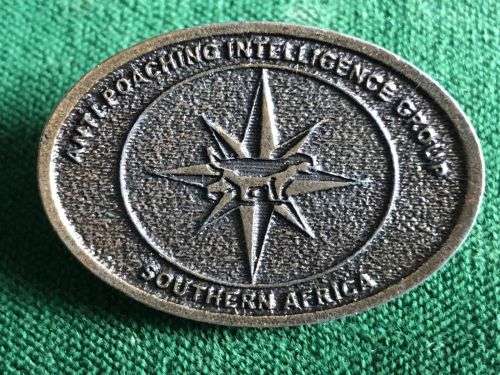 ANTI-POACHING INTELLIGENCE GROUP
SOUTHERN AFRICA